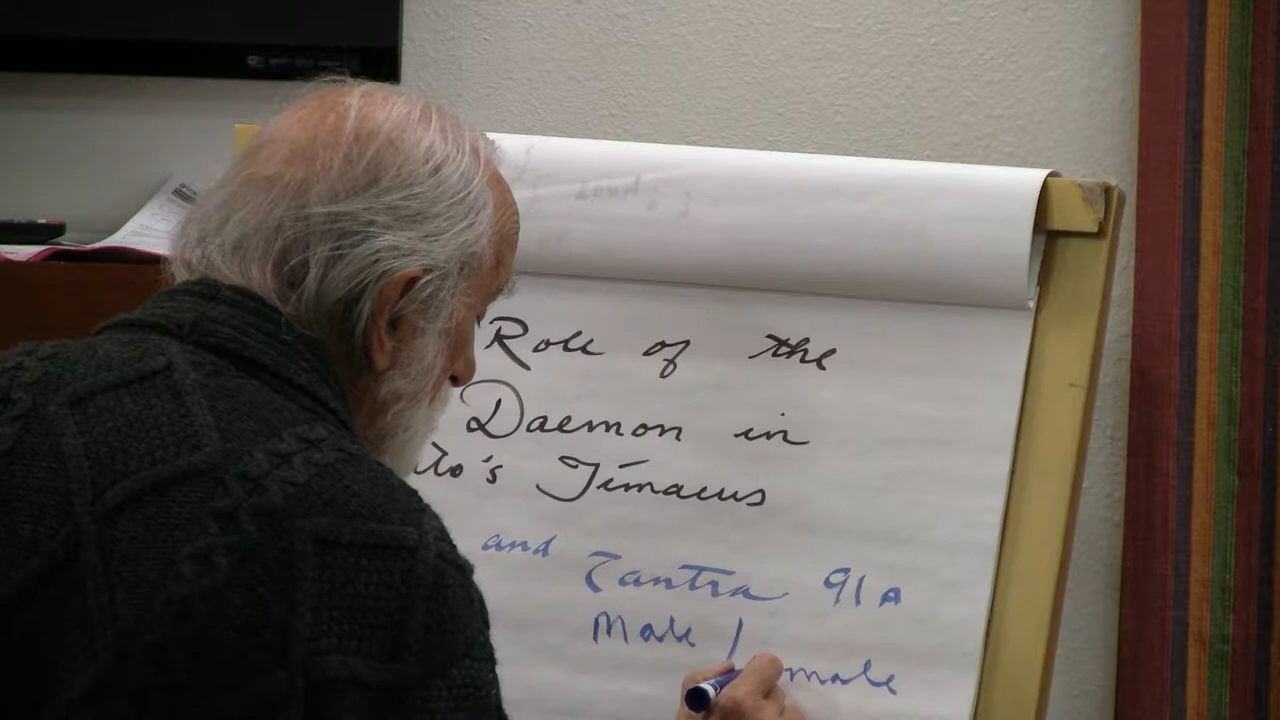 Role of the
Daemon in
to's Timaeus
and Tantra 91a
Male /
male